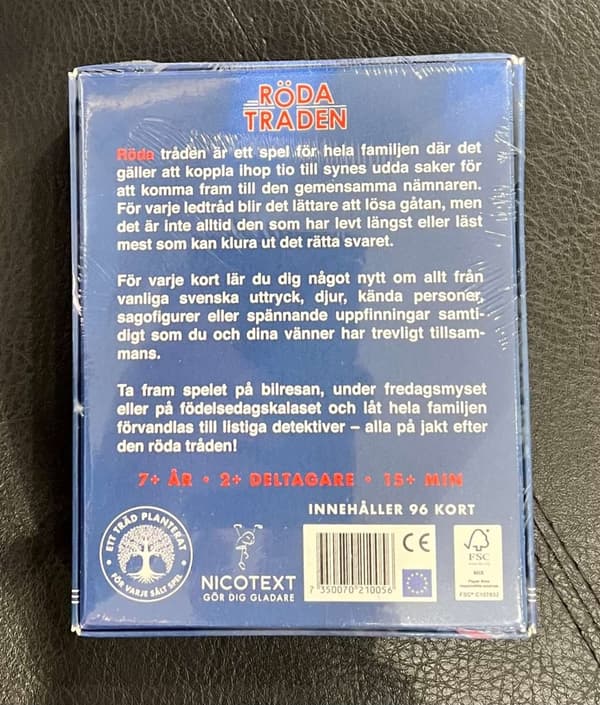 RÖDA
TRÅDEN
Röda tråden är ett spel för hela familjen där det
gäller att koppla ihop tio till synes udda saker för
att komma fram till den gemensamma nämnaren.
För varje ledtråd blir det lättare att lösa gåtan, men
det är inte alltid den som har levt längst eller läst
mest som kan klura ut det rätta svaret.
För varje kort lär du dig något nytt om allt från
vanliga svenska uttryck, djur, kända personer,
sagofigurer eller spännande uppfinningar samti-
digt som du och dina vänner har trevligt tillsam-
mans.
Ta fram spelet på bilresan, under fredagsmyset
eller på födelsedagskalaset och låt hela familjen
förvandlas till listiga detektiver – alla på jakt efter
den röda tråden!
7+ ÅR • 2+ DELTAGARE • 15+ MIN
INNEHÅLLER 96 KORT
ETT TRÄD PLANTERAT
FÖR VARJE SÅLT SPEL
NICOTEXT
GÖR DIG GLADARE
7 350070 210056
CE
FSC
MIX